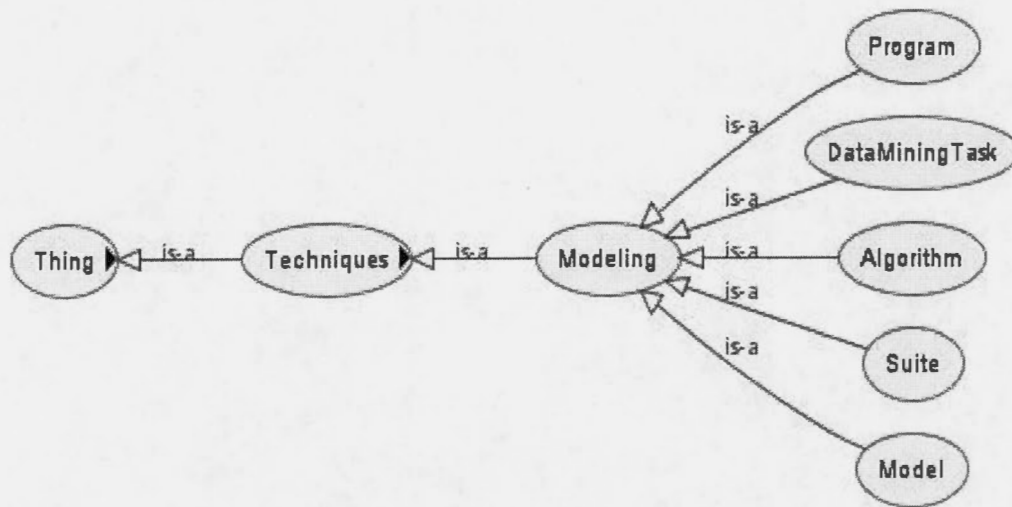 Program
is-a
DataMiningTask
is-a
Thing
is-a
Techniques
is-a
Modeling
is-a
Algorithm
is-a
Suite
is-a
Model